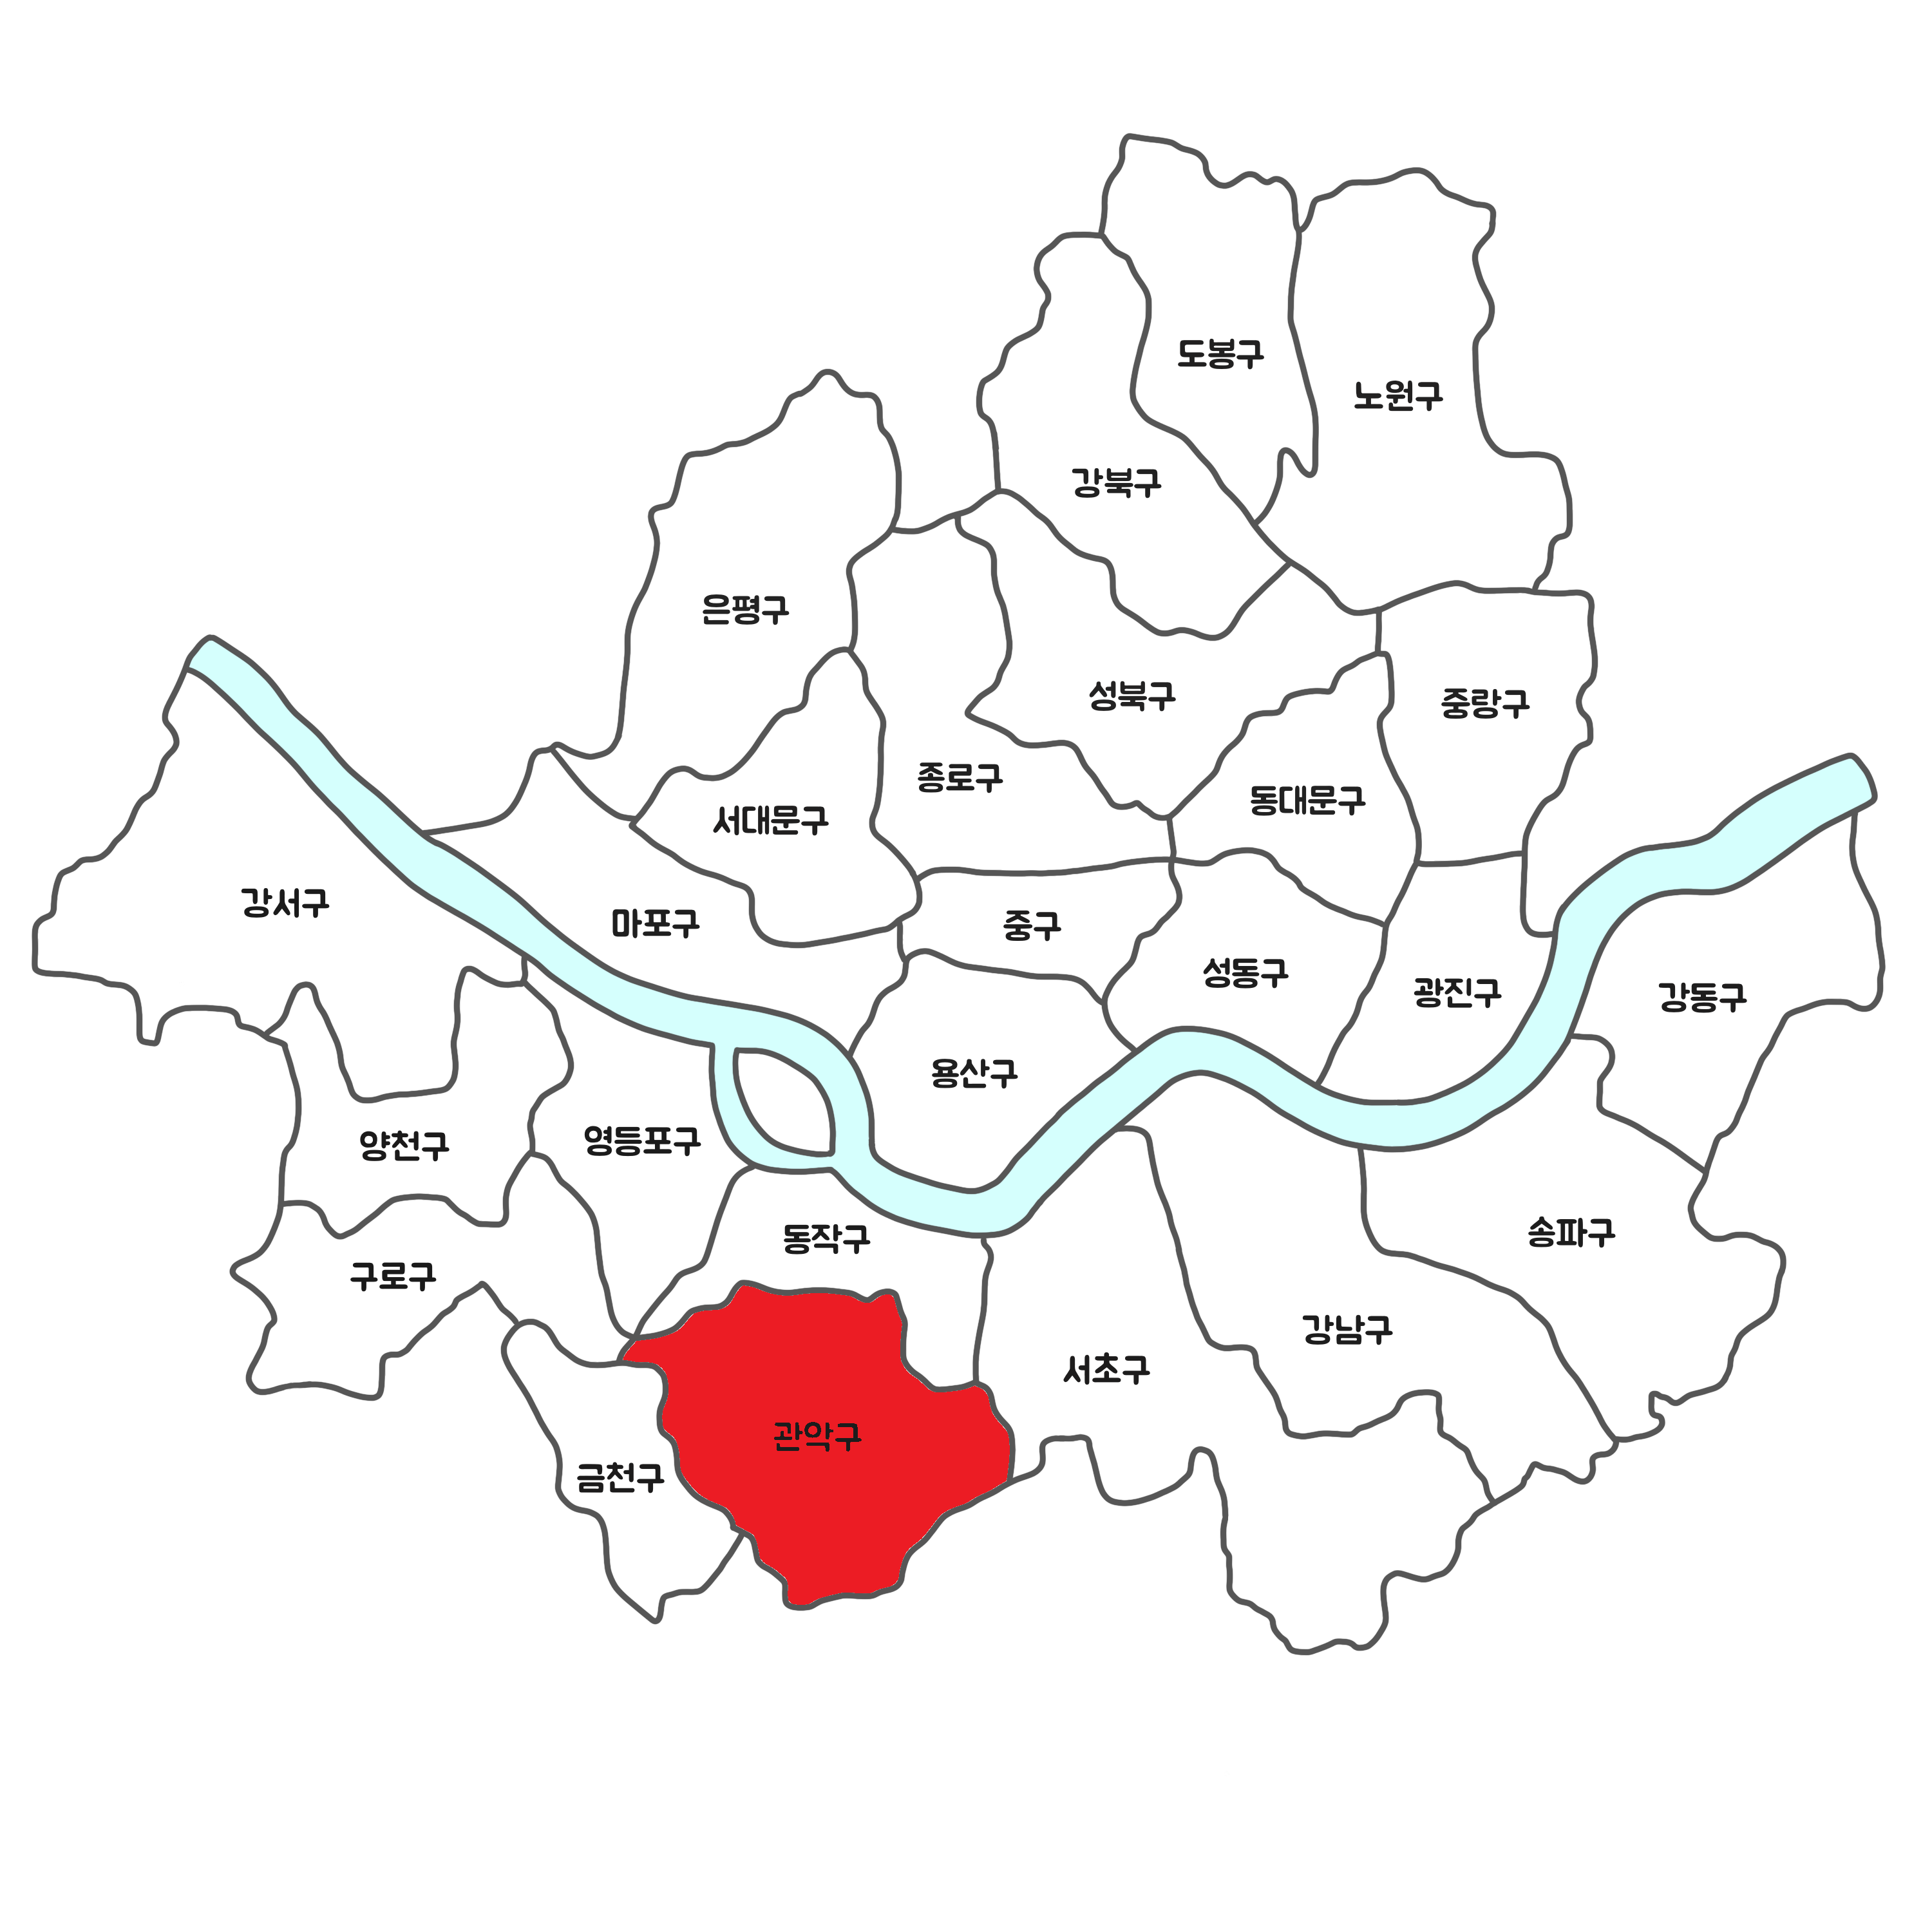 도봉구
노원구
강북구
은평구
성북구
중랑구
종로구
동대문구
서대문구
강서구
마포구
중구
성동구
광진구
강동구
용산구
양천구
영등포구
동작구
송파구
구로구
강남구
서초구
관악구
금천구